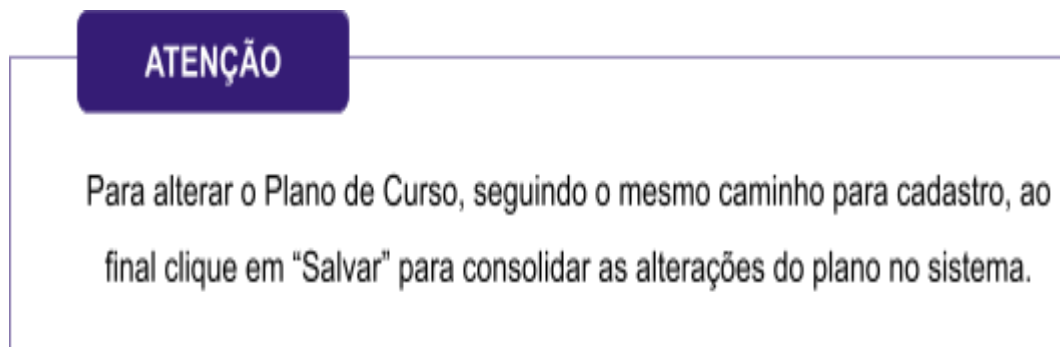 ATENÇÃO
Para alterar o Plano de Curso, seguindo o mesmo caminho para cadastro, ao
final clique em “Salvar” para consolidar as alterações do plano no sistema.